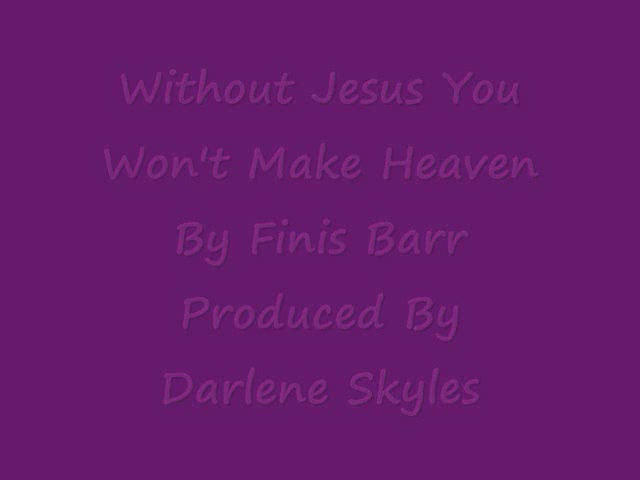 Without Jesus You
Won't Make Heaven
By Finis Barr
Produced By
Darlene Skyles